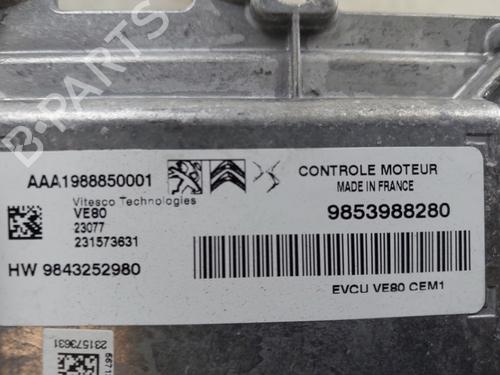 B-PARTS
AAA1988850001
Vitesco Technologies
VE80
23077
231573631
HW 9843252980
CONTROLE MOTEUR
MADE IN FRANCE
9853988280
EVCU VE80 CEM1
231573631